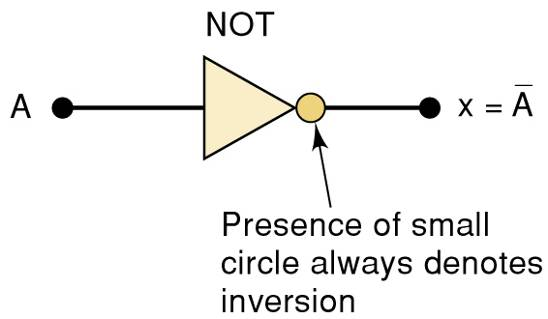 NOT
A
x = A̅
Presence of small
circle always denotes
inversion